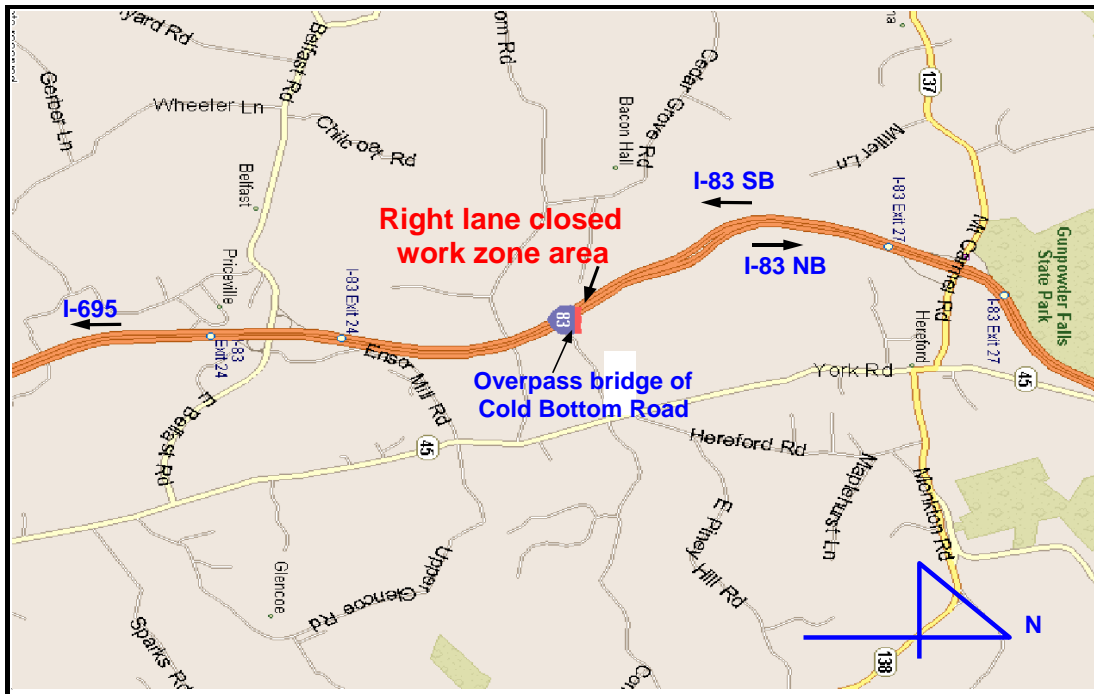 yard Rd
Belfast Rd
om Rd
Cedar Grove Rd
na
137
Gerber Ln
Wheeler Ln
Chilcoat Rd
Bacon Hall
Miller Ln
Belfast
I-83 SB
I-83 Exit 27
Mt Carmel Rd
Gunpowder Falls
State Park
Right lane closed
work zone area
I-83 NB
Priceville
I-695
I-83 Exit 24
83
I-83 Exit 27
I-83
Exit 24
Ensor Mill Rd
Overpass bridge of
Cold Bottom Road
Hereford
York Rd
45
E Belfast Rd
45
Hereford Rd
Maplehurst Ln
Monkton Rd
E Piney Hill Rd
Upper Glencoe Rd
Glencoe
N
Sparks Rd
138